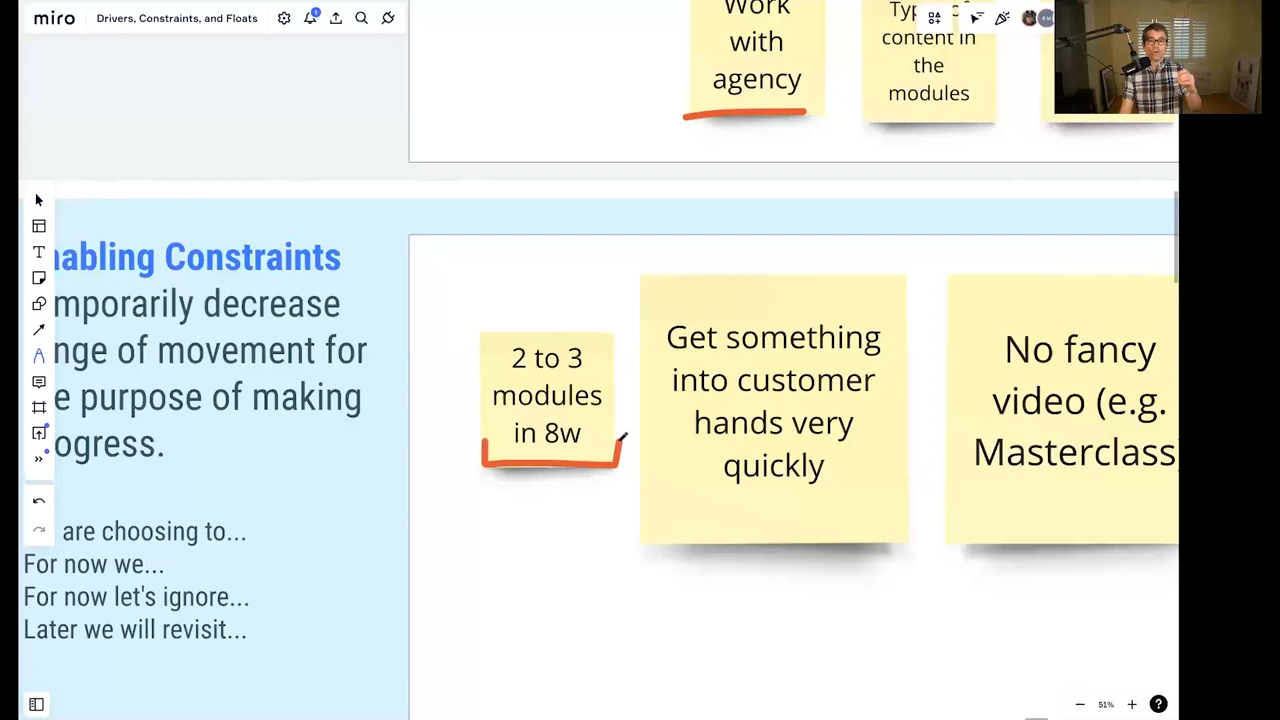 miro
Drivers, Constraints, and Floats
1
Work
with
agency
content in
the
modules
nabling Constraints
mporarily decrease
nge of movement for
e purpose of making
ogress.
are choosing to...
For now we...
For now let's ignore...
Later we will revisit...
2 to 3
modules
in 8w
Get something
into customer
hands very
quickly
No fancy
video (e.g.
Masterclass)
51%